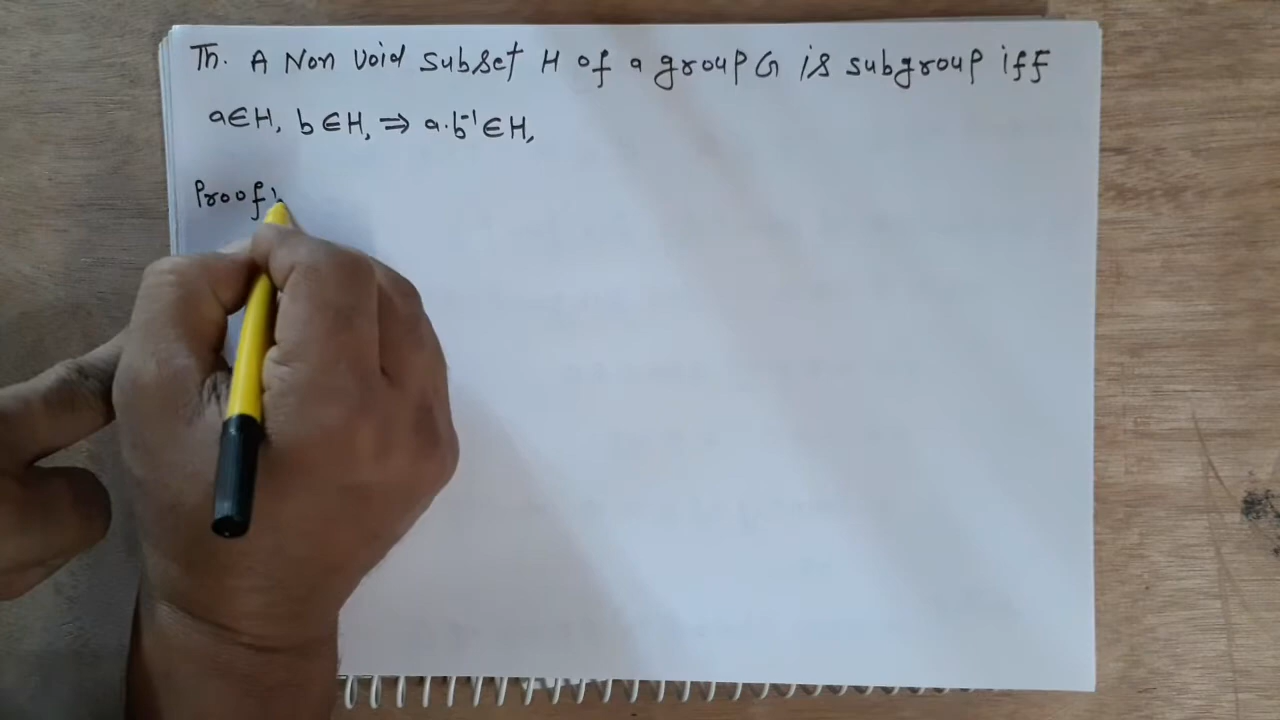 Th. A Non Void subset H of a group G is subgroup iff
a∈H, b∈H, ⇒ a·b⁻¹∈H,
Proof: